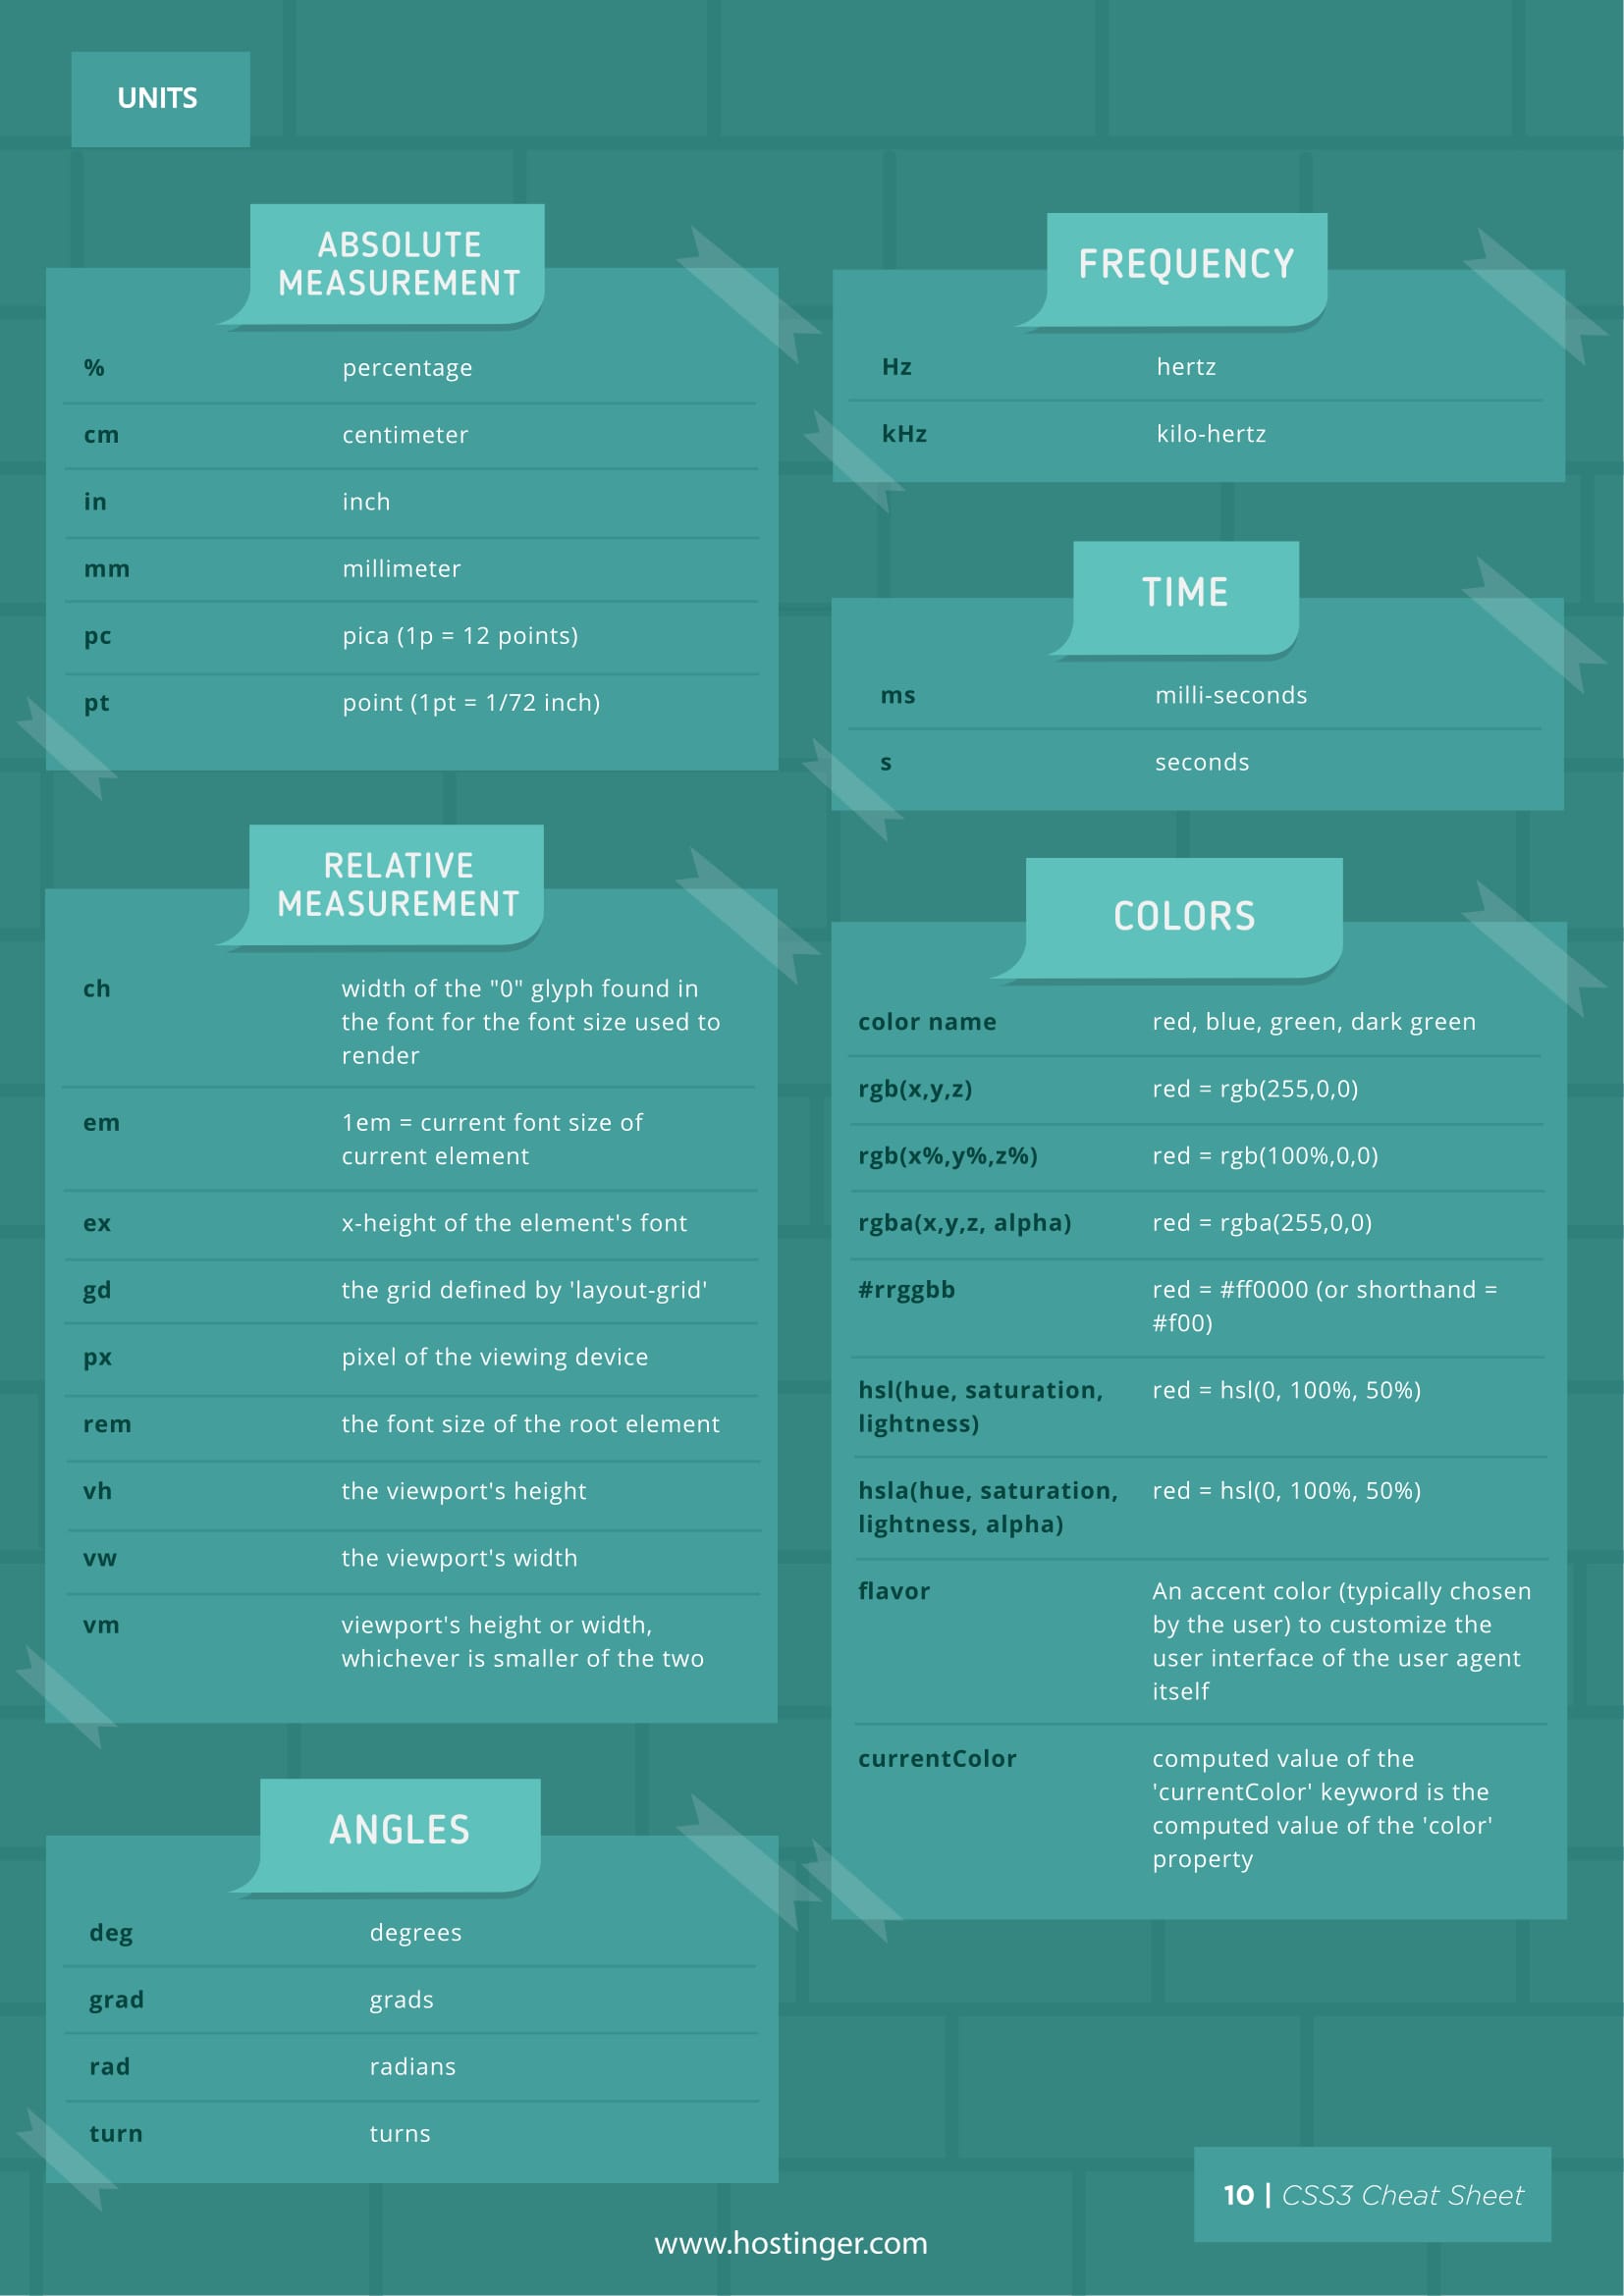 UNITS
ABSOLUTE
MEASUREMENT
% percentage
cm centimeter
in inch
mm millimeter
pc pica (1p = 12 points)
pt point (1pt = 1/72 inch)
RELATIVE
MEASUREMENT
ch width of the "0" glyph found in
the font for the font size used to
render
em 1em = current font size of
current element
ex x-height of the element's font
gd the grid defined by 'layout-grid'
px pixel of the viewing device
rem the font size of the root element
vh the viewport's height
vw the viewport's width
vm viewport's height or width,
whichever is smaller of the two
ANGLES
deg degrees
grad grads
rad radians
turn turns
FREQUENCY
Hz hertz
kHz kilo-hertz
TIME
ms milli-seconds
s seconds
COLORS
color name red, blue, green, dark green
rgb(x,y,z) red = rgb(255,0,0)
rgb(x%,y%,z%) red = rgb(100%,0,0)
rgba(x,y,z, alpha) red = rgba(255,0,0)
#rrggbb red = #ff0000 (or shorthand =
#f00)
hsl(hue, saturation, red = hsl(0, 100%, 50%)
lightness)
hsla(hue, saturation, red = hsl(0, 100%, 50%)
lightness, alpha)
flavor An accent color (typically chosen
by the user) to customize the
user interface of the user agent
itself
currentColor computed value of the
'currentColor' keyword is the
computed value of the 'color'
property
10 | CSS3 Cheat Sheet
www.hostinger.com